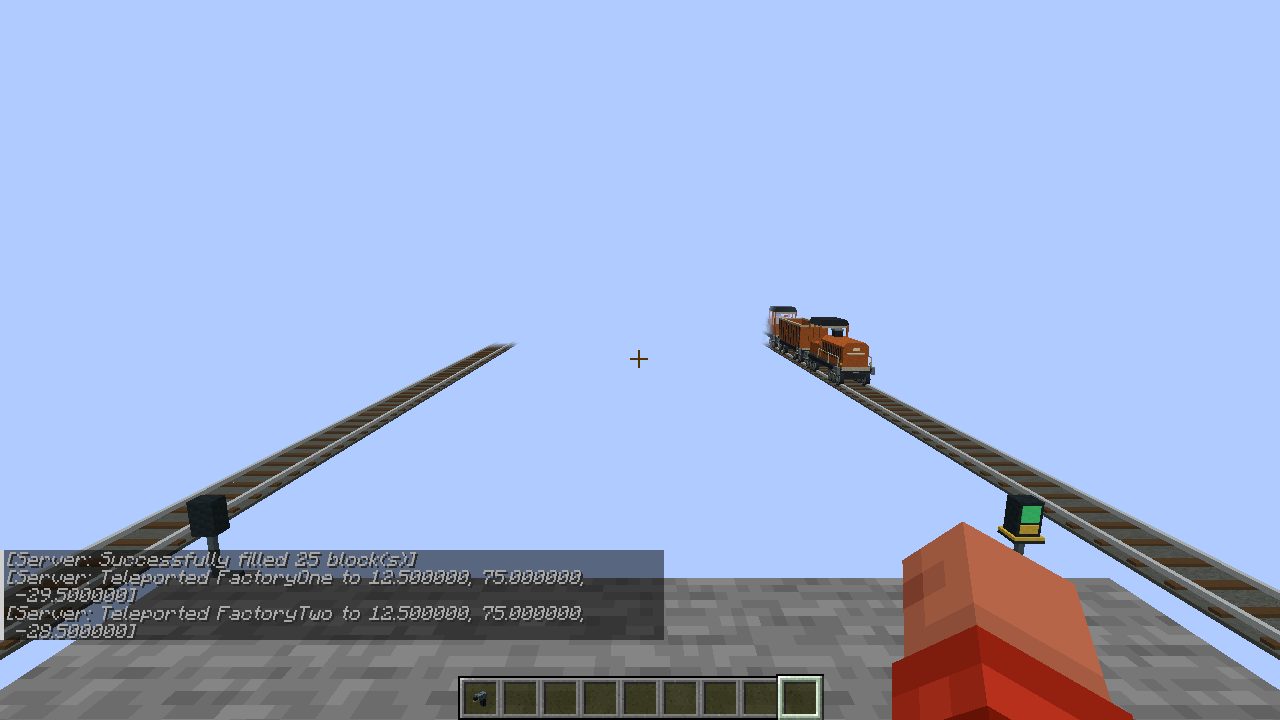 [Server: Successfully filled 25 block(s)]
[Server: Teleported FactoryOne to 12.500000, 75.000000,
-29.500000]
[Server: Teleported FactoryTwo to 12.500000, 75.000000,
-29.500000]